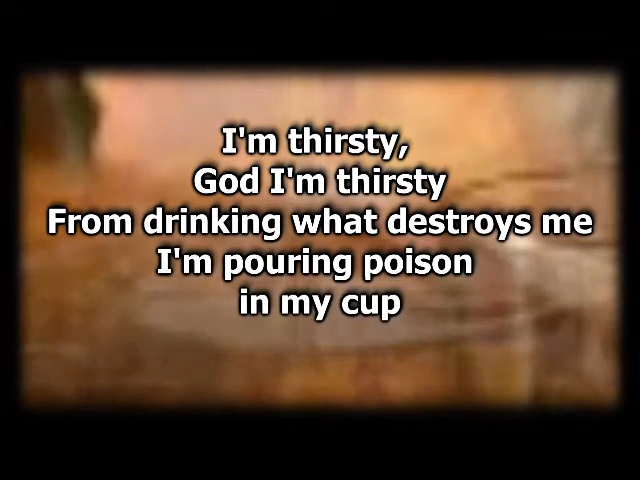 I'm thirsty,
God I'm thirsty
From drinking what destroys me
I'm pouring poison
in my cup